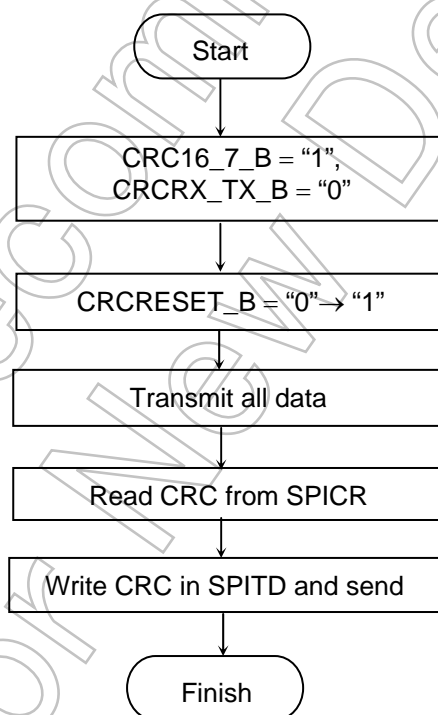 Start
CRC16_7_B = “1”,
CRCRX_TX_B = “0”
CRCRESET_B = “0”→ “1”
Transmit all data
Read CRC from SPICR
Write CRC in SPITD and send
Finish